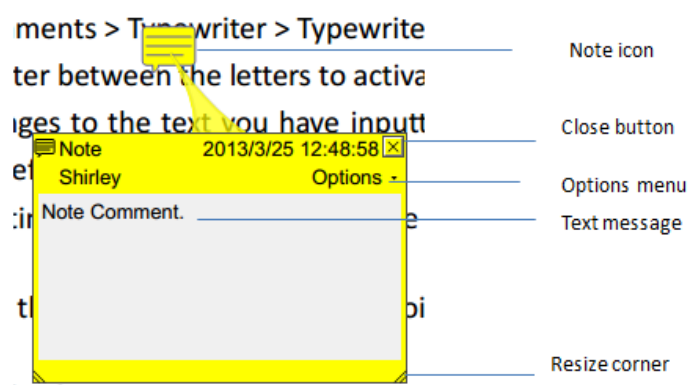 ments > Typewriter > Typewrite
Note icon
ter between the letters to activa
ges to the text you have inputt
Close button
Note 2013/3/25 12:48:58
Shirley Options
Options menu
Note Comment.
Text message
Resize corner